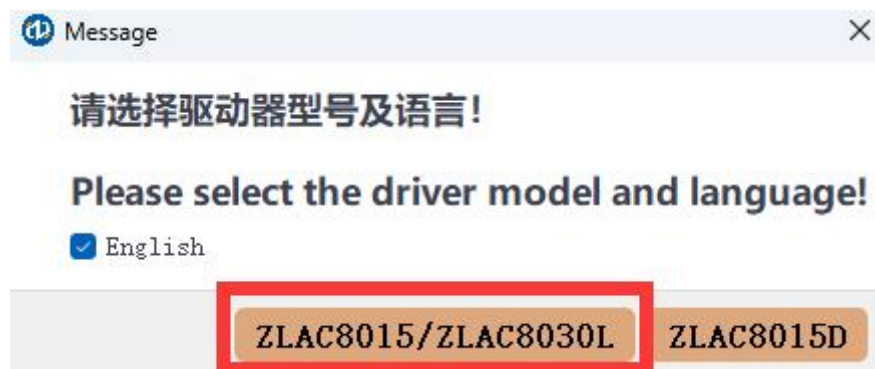 Message
请选择驱动器型号及语言！
Please select the driver model and language!
English
ZLAC8015/ZLAC8030L ZLAC8015D